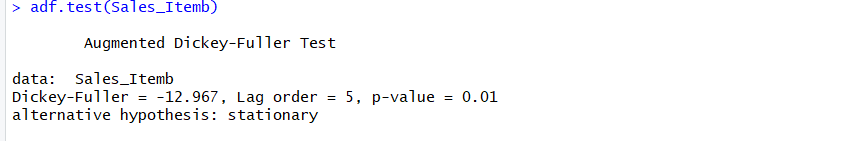 > adf.test(Sales_Itemb)
Augmented Dickey-Fuller Test
data:  Sales_Itemb
Dickey-Fuller = -12.967, Lag order = 5, p-value = 0.01
alternative hypothesis: stationary